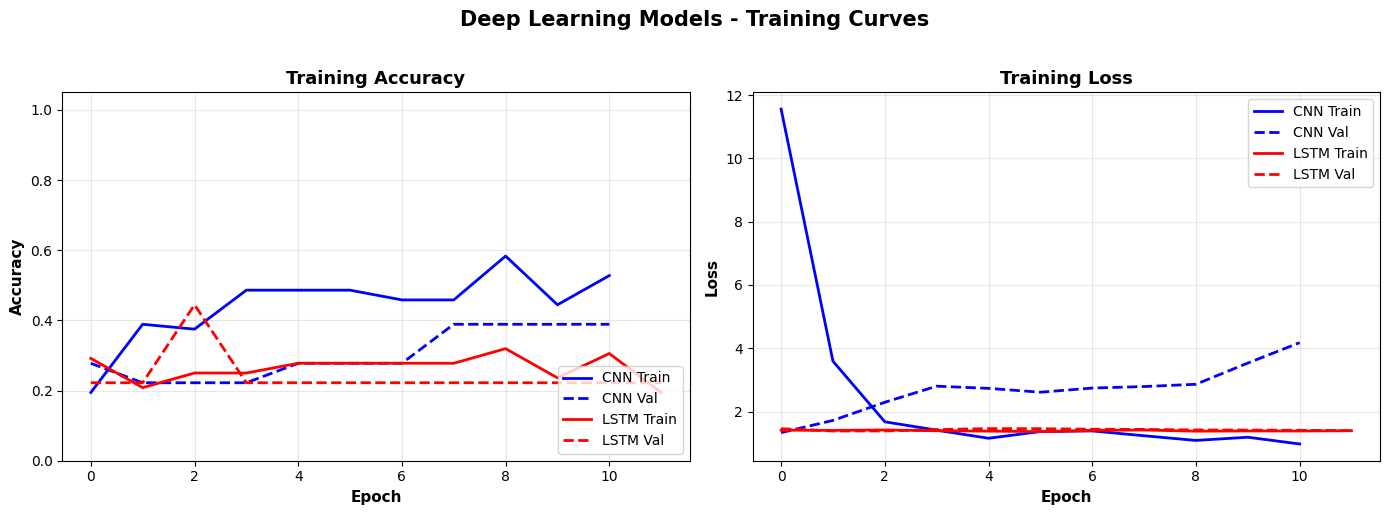 Deep Learning Models - Training Curves
Training Accuracy
Accuracy
1.0
0.8
0.6
0.4
0.2
0.0
0 2 4 6 8 10
Epoch
CNN Train
CNN Val
LSTM Train
LSTM Val
Training Loss
Loss
12
10
8
6
4
2
0 2 4 6 8 10
Epoch
CNN Train
CNN Val
LSTM Train
LSTM Val